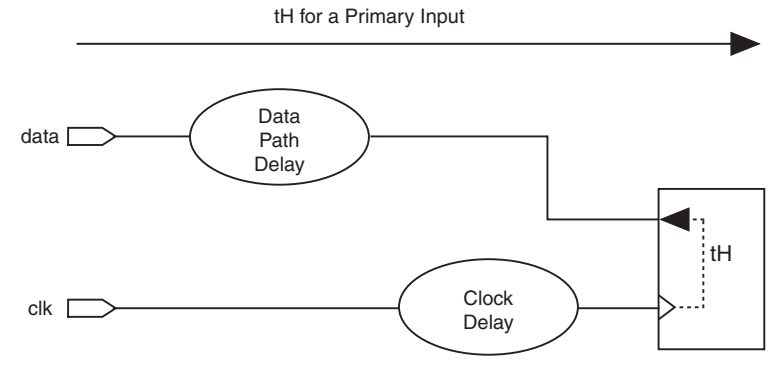 tH for a Primary Input
data
Data
Path
Delay
tH
clk
Clock
Delay